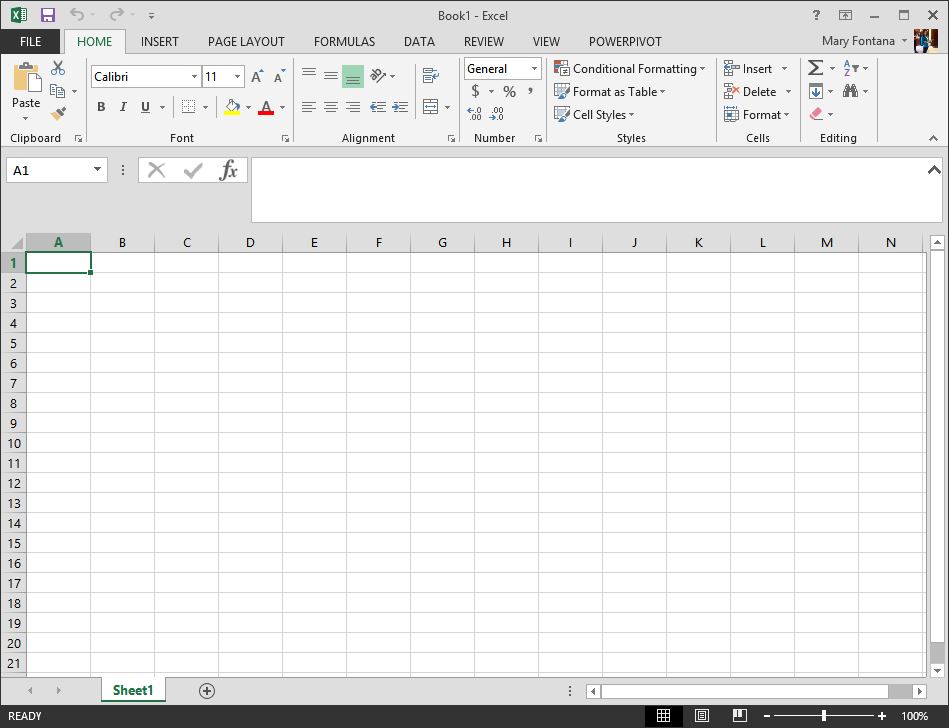 Book1 - Excel
?
FILE HOME INSERT PAGE LAYOUT FORMULAS DATA REVIEW VIEW POWERPIVOT Mary Fontana
Calibri 11 A A General Conditional Formatting Insert Σ A Z
Paste B I U A $ % , Format as Table Delete
.00 .0 Cell Styles Format
Clipboard Font Alignment Number Styles Cells Editing
A1 fx
A B C D E F G H I J K L M N
1
2
3
4
5
6
7
8
9
10
11
12
13
14
15
16
17
18
19
20
21
Sheet1
READY 100%